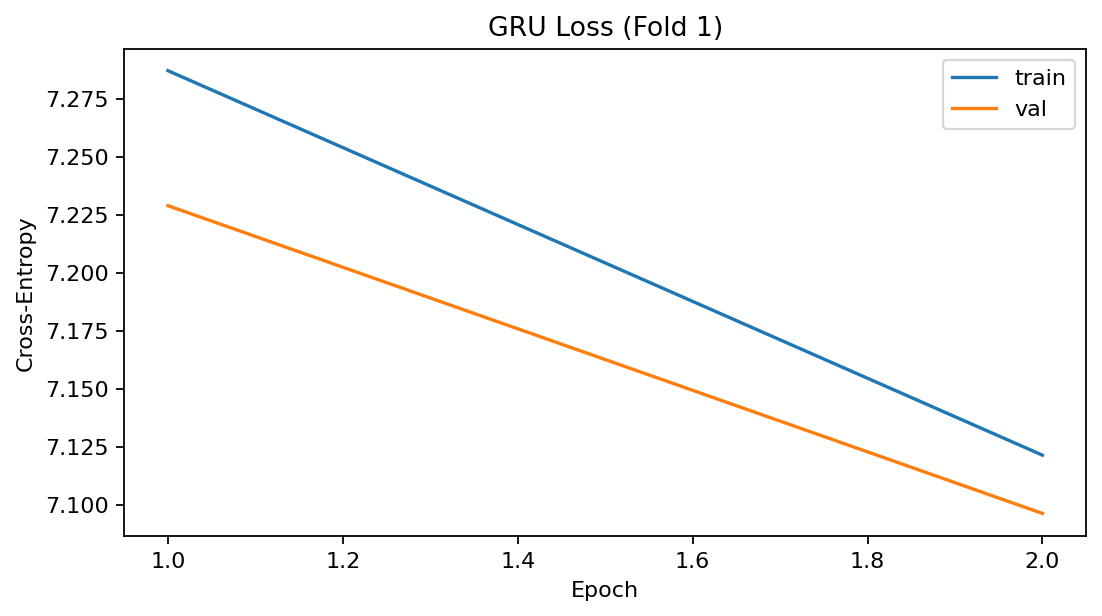 GRU Loss (Fold 1)
train
val
Cross-Entropy
7.275
7.250
7.225
7.200
7.175
7.150
7.125
7.100
1.0 1.2 1.4 1.6 1.8 2.0
Epoch